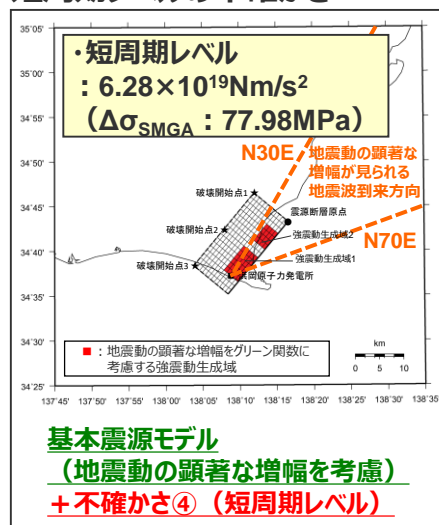 ・短周期レベル
：6.28×10¹⁹Nm/s²
（ΔσSMGA：77.98MPa）
N30E
地震動の顕著な
増幅が見られる
地震波到来方向
N70E
破壊開始点1
震源断層原点
破壊開始点2
強震動生成域2
強震動生成域1
破壊開始点3
浜岡原子力発電所
■：地震動の顕著な増幅をグリーン関数に
考慮する強震動生成域
km
0 5 10
35°05'
35°00'
34°55'
34°50'
34°45'
34°40'
34°35'
34°30'
34°25'
137°45' 137°50' 137°55' 138°00' 138°05' 138°10' 138°15' 138°20' 138°25' 138°30' 138°35'
基本震源モデル
（地震動の顕著な増幅を考慮）
＋不確かさ④（短周期レベル）